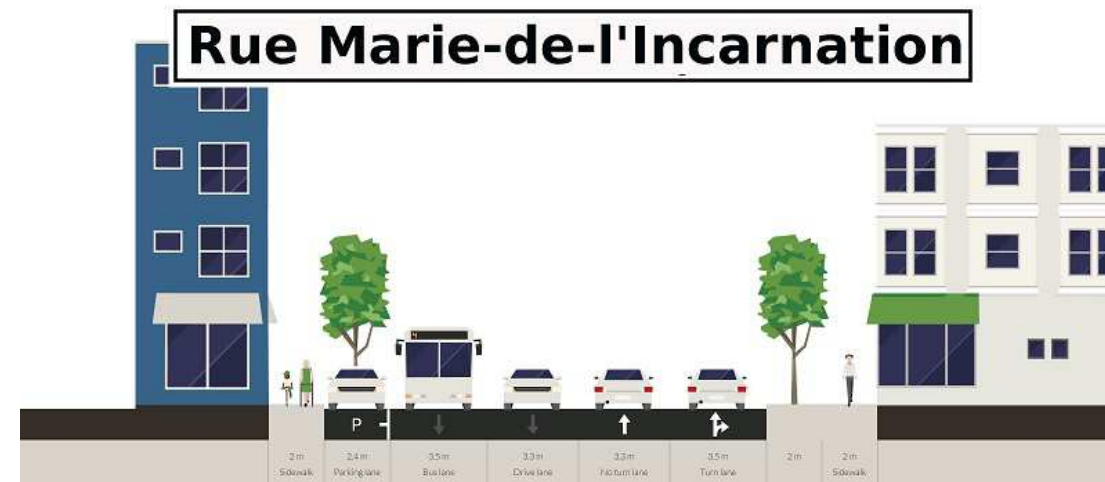 Rue Marie-de-l'Incarnation
P
2 m
Sidewalk
2.4 m
Parking lane
3.5 m
Bus lane
3.3 m
Drive lane
3.3 m
No turn lane
3.5 m
Turn lane
2 m
2 m
Sidewalk